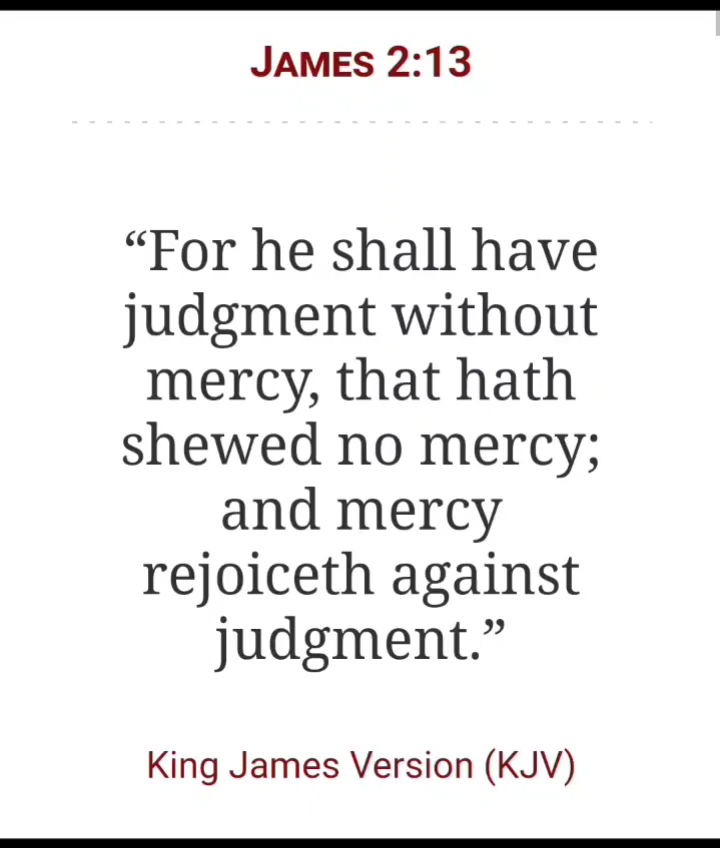 James 2:13
“For he shall have
judgment without
mercy, that hath
shewed no mercy;
and mercy
rejoiceth against
judgment.”
King James Version (KJV)